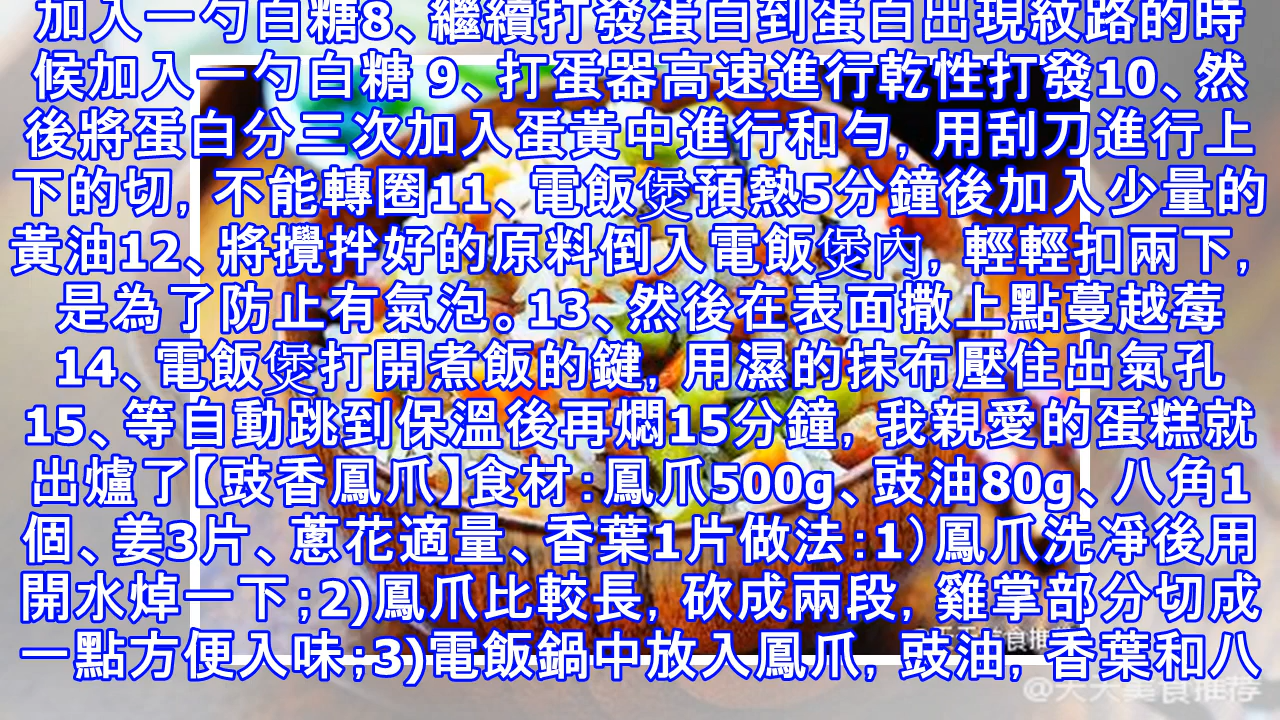 加入一勺白糖8、繼續打發蛋白到蛋白出現紋路的時
候加入一勺白糖 9、打蛋器高速進行乾性打發10、然
後將蛋白分三次加入蛋黃中進行和勻, 用刮刀進行上
下的切, 不能轉圈11、電飯煲預熱5分鐘後加入少量的
黃油12、將攪拌好的原料倒入電飯煲內, 輕輕扣兩下,
是為了防止有氣泡。13、然後在表面撒上點蔓越莓
14、電飯煲打開煮飯的鍵, 用濕的抹布壓住出氣孔
15、等自動跳到保溫後再燜15分鐘, 我親愛的蛋糕就
出爐了【豉香鳳爪】食材:鳳爪500g、豉油80g、八角1
個、姜3片、蔥花適量、香葉1片做法:1）鳳爪洗淨後用
開水焯一下;2)鳳爪比較長, 砍成兩段, 雞掌部分切成
一點方便入味;3)電飯鍋中放入鳳爪, 豉油, 香葉和八
@天天美食推荐